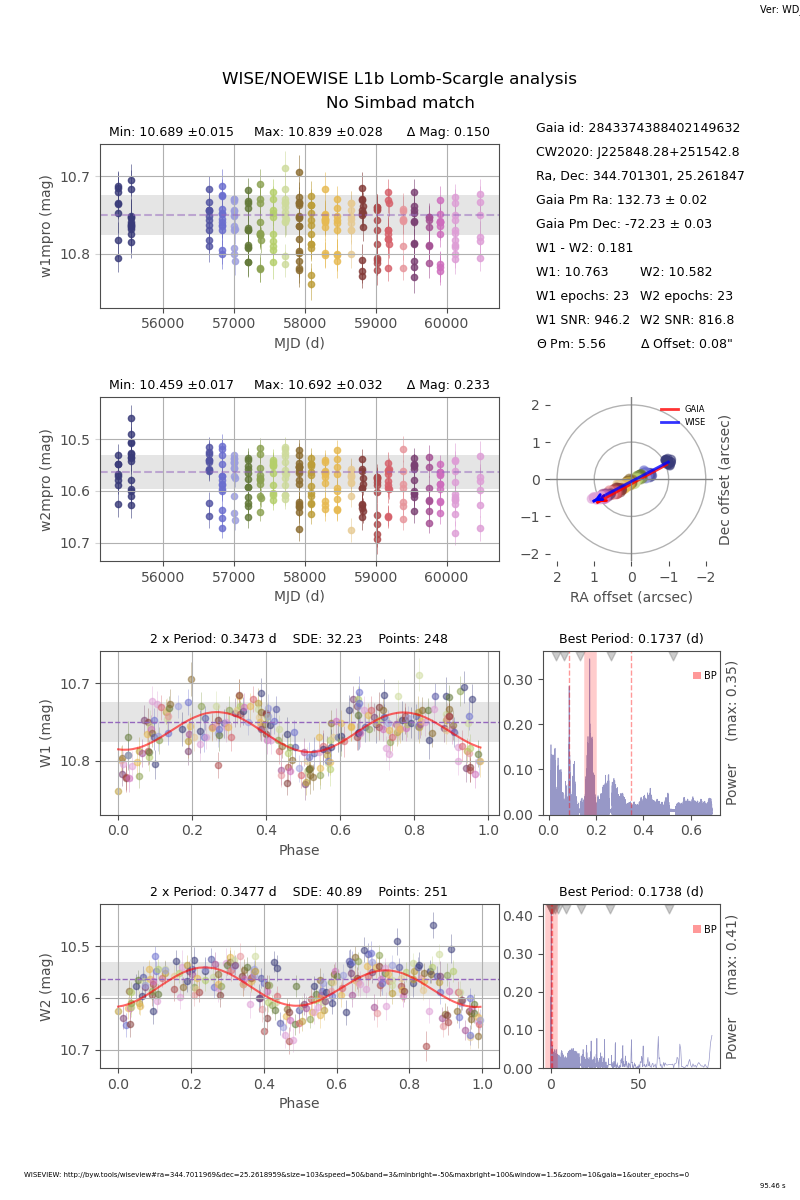 Ver: WD
WISE/NOEWISE L1b Lomb-Scargle analysis
No Simbad match
Min: 10.689 ±0.015 Max: 10.839 ±0.028 Δ Mag: 0.150
10.7
10.8
w1mpro (mag)
56000 57000 58000 59000 60000
MJD (d)
Gaia id: 2843374388402149632
CW2020: J225848.28+251542.8
Ra, Dec: 344.701301, 25.261847
Gaia Pm Ra: 132.73 ± 0.02
Gaia Pm Dec: -72.23 ± 0.03
W1 - W2: 0.181
W1: 10.763 W2: 10.582
W1 epochs: 23 W2 epochs: 23
W1 SNR: 946.2 W2 SNR: 816.8
Θ Pm: 5.56 Δ Offset: 0.08"
Min: 10.459 ±0.017 Max: 10.692 ±0.032 Δ Mag: 0.233
10.5
10.6
10.7
w2mpro (mag)
56000 57000 58000 59000 60000
MJD (d)
GAIA
WISE
2
1
0
−1
−2
Dec offset (arcsec)
2 1 0 −1 −2
RA offset (arcsec)
2 x Period: 0.3473 d SDE: 32.23 Points: 248
10.7
10.8
W1 (mag)
0.0 0.2 0.4 0.6 0.8 1.0
Phase
Best Period: 0.1737 (d)
BP
0.30
0.20
0.10
0.00
Power (max: 0.35)
0.0 0.2 0.4 0.6
2 x Period: 0.3477 d SDE: 40.89 Points: 251
10.5
10.6
10.7
W2 (mag)
0.0 0.2 0.4 0.6 0.8 1.0
Phase
Best Period: 0.1738 (d)
BP
0.40
0.30
0.20
0.10
0.00
Power (max: 0.41)
0 50
WISEVIEW: http://byw.tools/wiseview#ra=344.7011969&dec=25.2618959&size=103&speed=50&band=3&minbright=-50&maxbright=100&window=1.5&zoom=10&gaia=1&outer_epochs=0
95.46 s